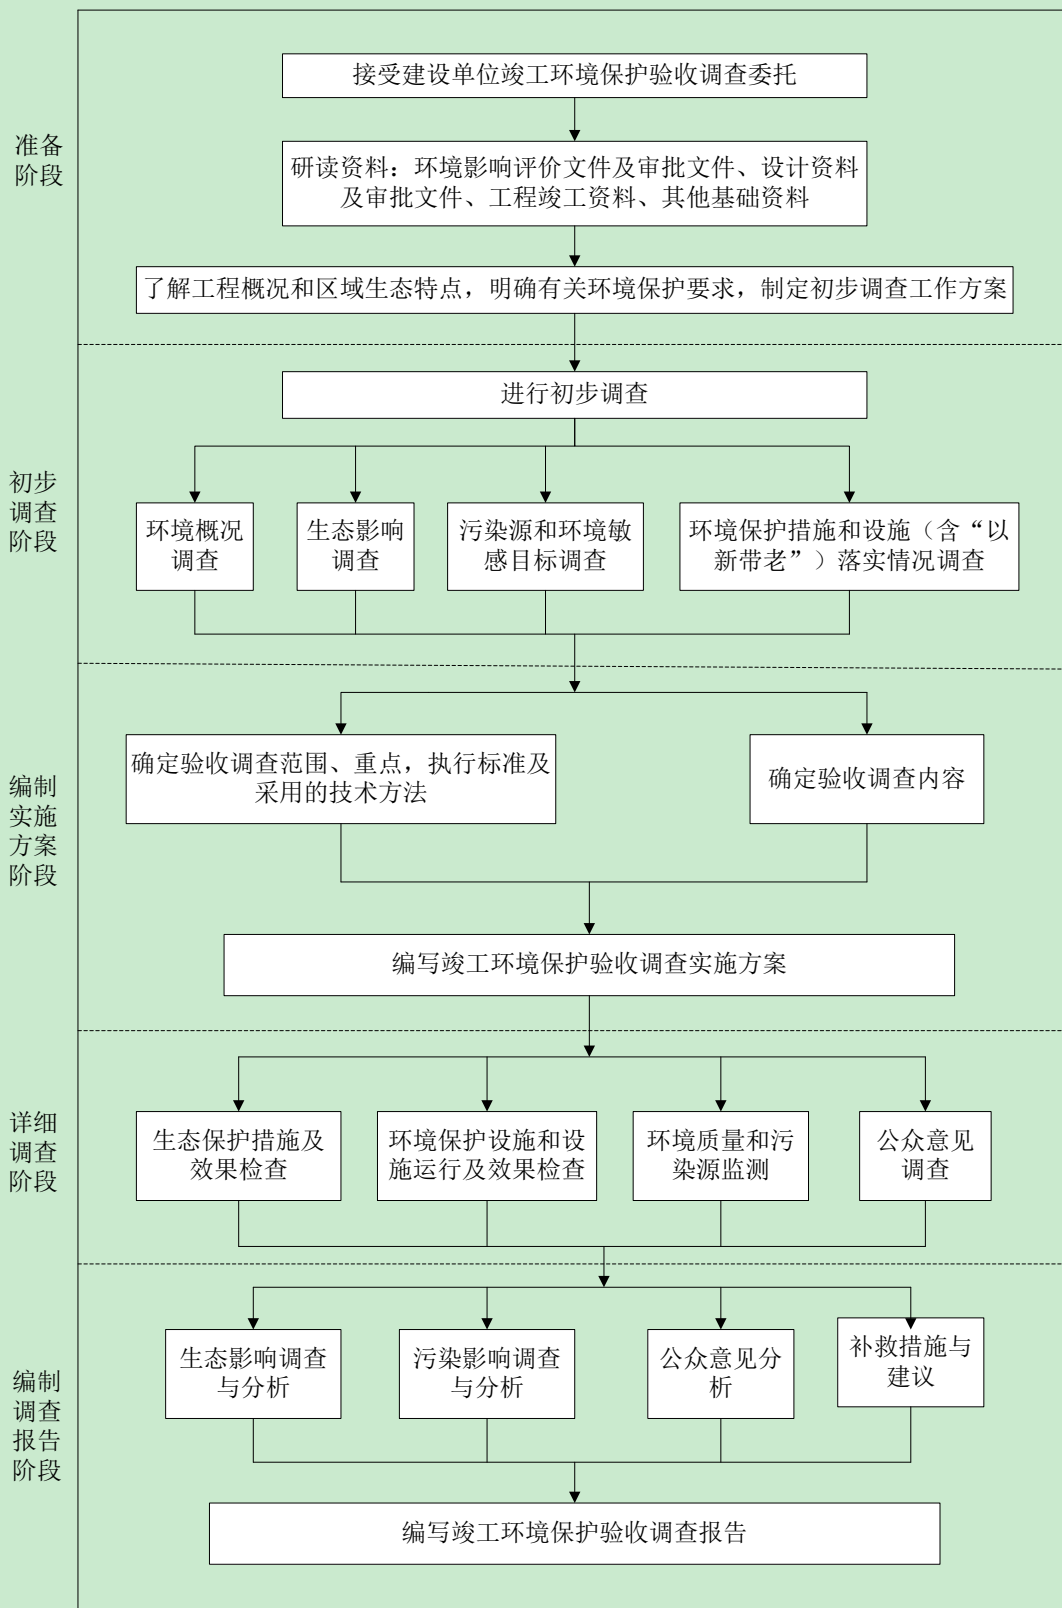 接受建设单位竣工环境保护验收调查委托
准备
阶段
研读资料：环境影响评价文件及审批文件、设计资料
及审批文件、工程竣工资料、其他基础资料
了解工程概况和区域生态特点，明确有关环境保护要求，制定初步调查工作方案
进行初步调查
初步
调查
阶段
环境概况
调查
生态影响
调查
污染源和环境敏
感目标调查
环境保护措施和设施（含“以
新带老”）落实情况调查
编制
实施
方案
阶段
确定验收调查范围、重点，执行标准及
采用的技术方法
确定验收调查内容
编写竣工环境保护验收调查实施方案
详细
调查
阶段
生态保护措施及
效果检查
环境保护设施和设
施运行及效果检查
环境质量和污
染源监测
公众意见
调查
编制
调查
报告
阶段
生态影响调查
与分析
污染影响调查
与分析
公众意见分
析
补救措施与
建议
编写竣工环境保护验收调查报告